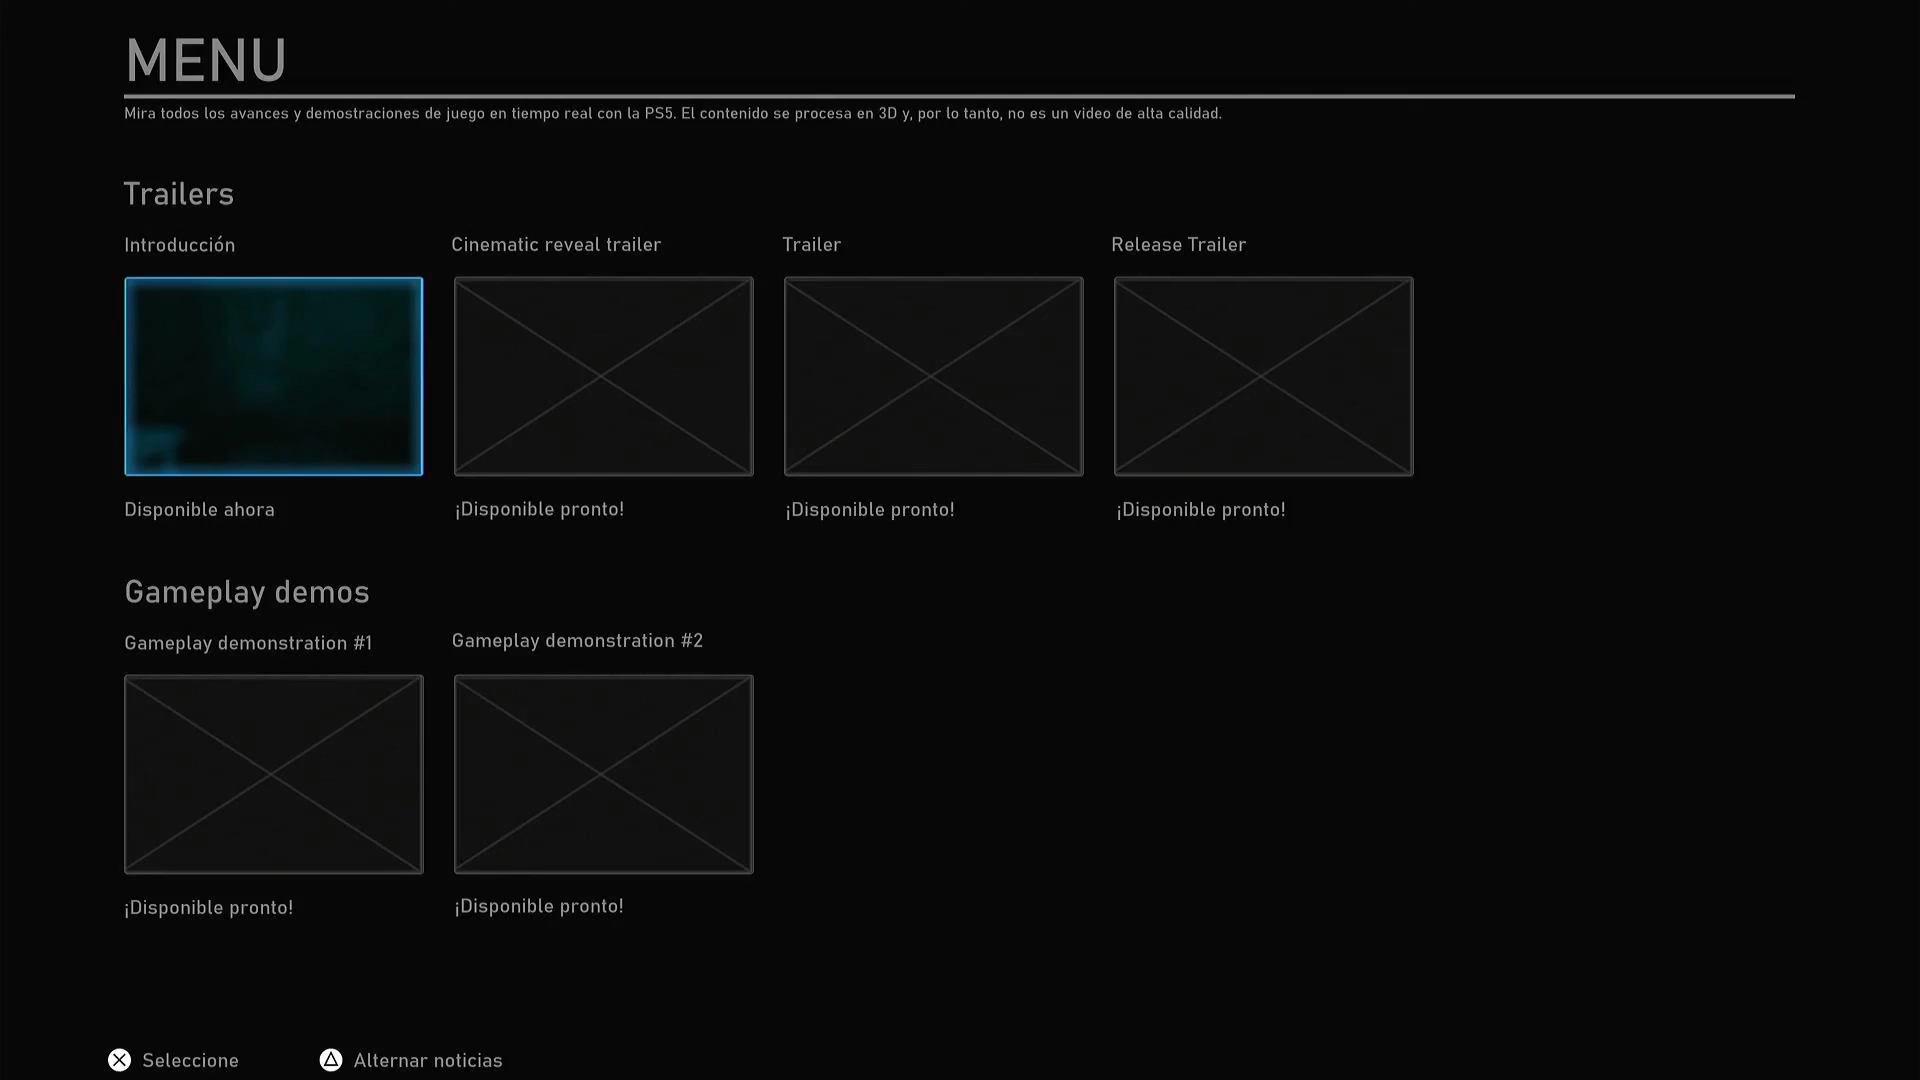 MENU
Mira todos los avances y demostraciones de juego en tiempo real con la PS5. El contenido se procesa en 3D y, por lo tanto, no es un video de alta calidad.
Trailers
Introducción
Cinematic reveal trailer
Trailer
Release Trailer
Disponible ahora
¡Disponible pronto!
¡Disponible pronto!
¡Disponible pronto!
Gameplay demos
Gameplay demonstration #1
Gameplay demonstration #2
¡Disponible pronto!
¡Disponible pronto!
Seleccione
Alternar noticias